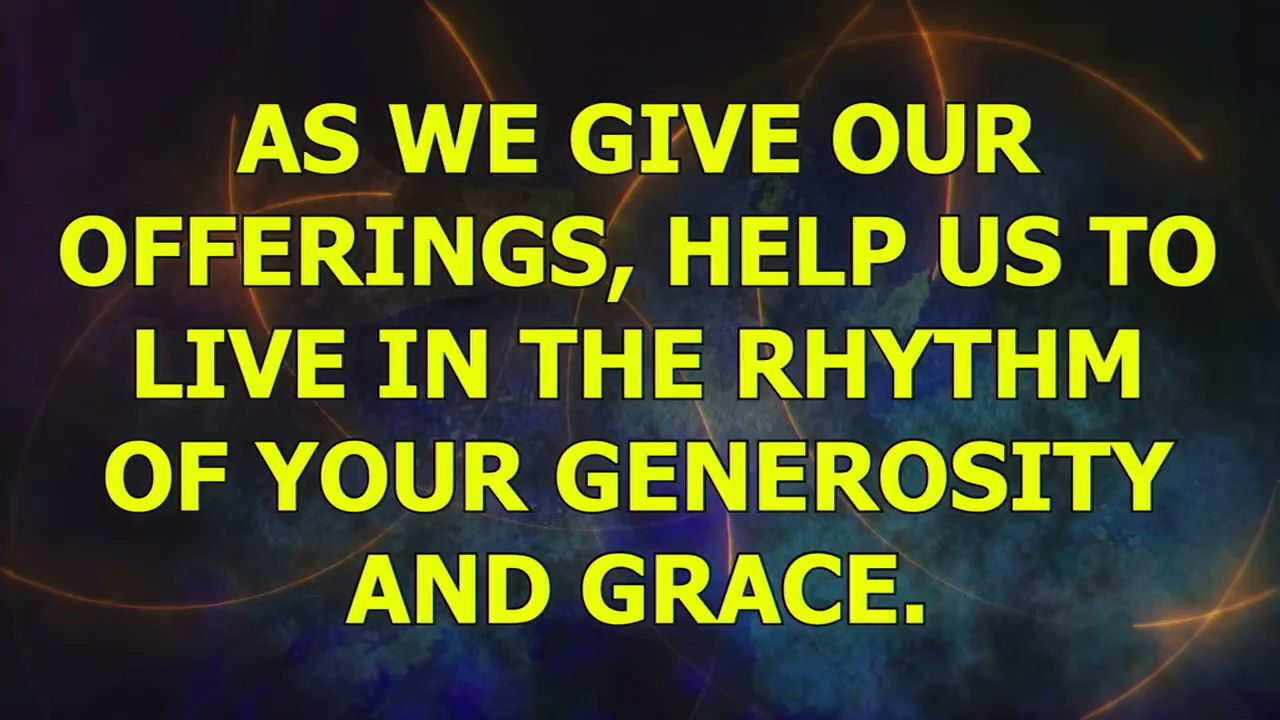 AS WE GIVE OUR
OFFERINGS, HELP US TO
LIVE IN THE RHYTHM
OF YOUR GENEROSITY
AND GRACE.